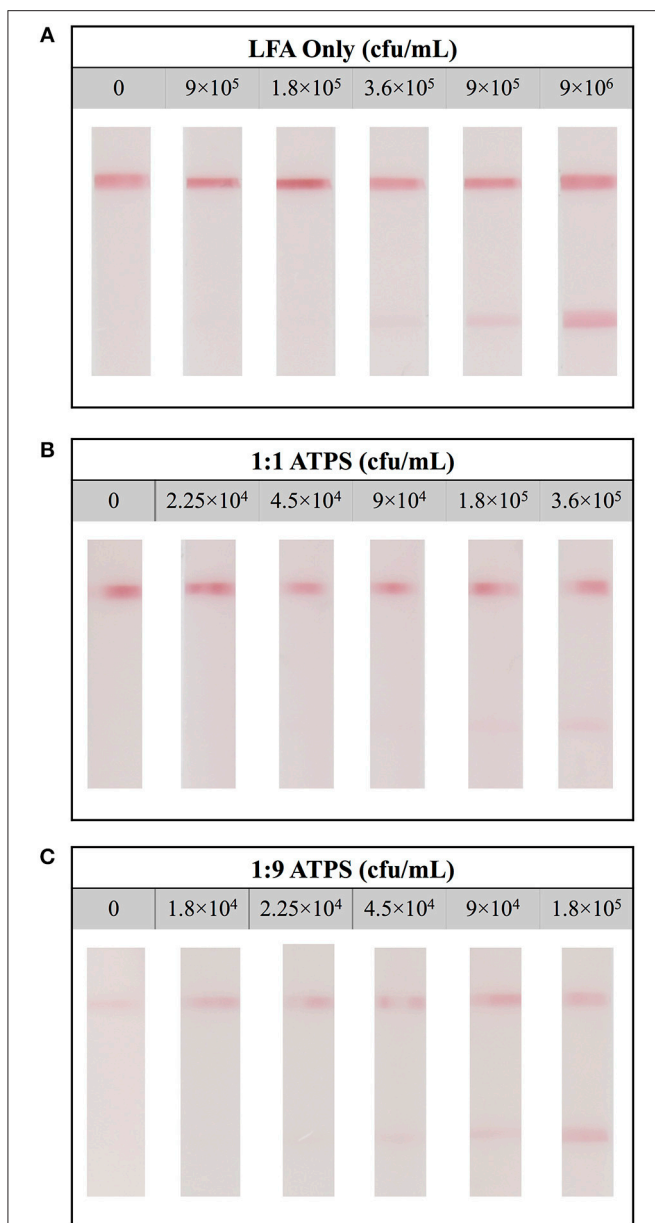 A
LFA Only (cfu/mL)
0 9×10⁵ 1.8×10⁵ 3.6×10⁵ 9×10⁵ 9×10⁶
B
1:1 ATPS (cfu/mL)
0 2.25×10⁴ 4.5×10⁴ 9×10⁴ 1.8×10⁵ 3.6×10⁵
C
1:9 ATPS (cfu/mL)
0 1.8×10⁴ 2.25×10⁴ 4.5×10⁴ 9×10⁴ 1.8×10⁵